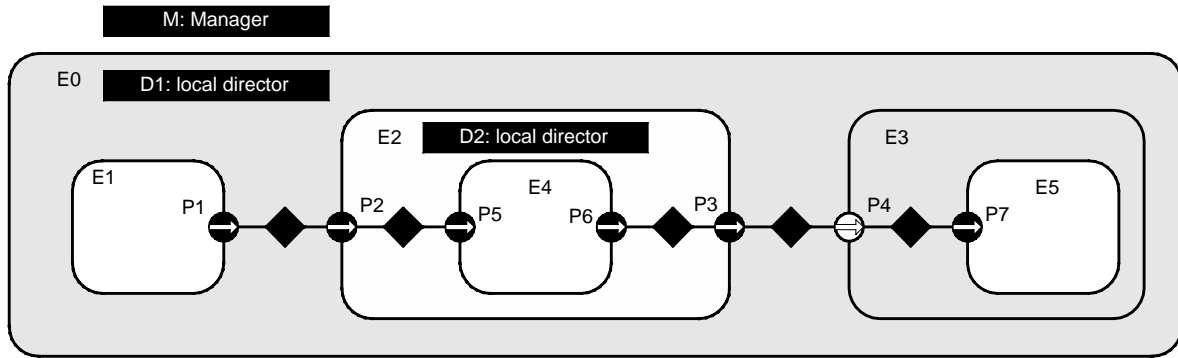 M: Manager
E0
D1: local director
E2
D2: local director
E3
E1
E4
E5
P1
P2
P5
P6
P3
P4
P7